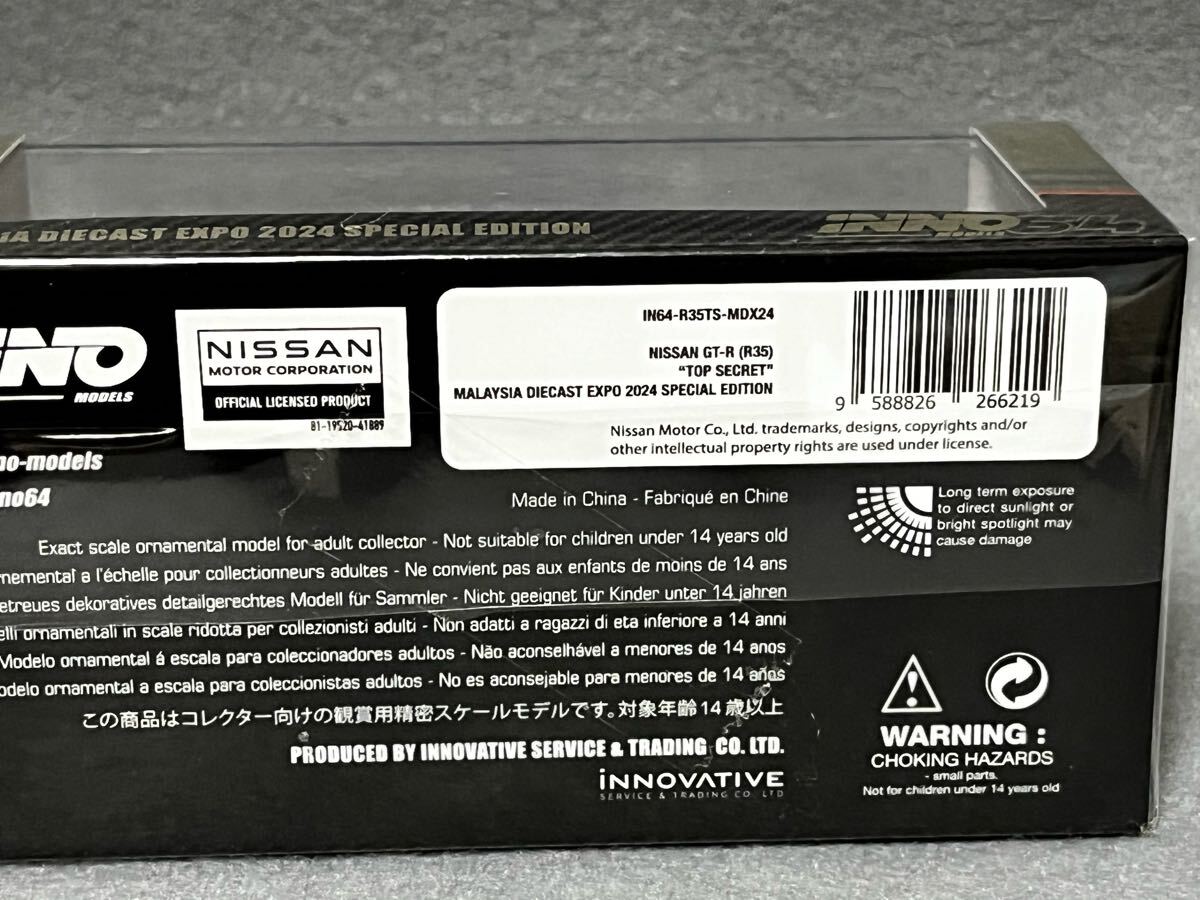 DIECAST EXPO 2024 SPECIAL EDITION
INNO MODELS 64
MODELS
NISSAN
MOTOR CORPORATION
OFFICIAL LICENSED PRODUCT
81-19520-41889
IN64-R35TS-MDX24
NISSAN GT-R (R35)
“TOP SECRET”
MALAYSIA DIECAST EXPO 2024 SPECIAL EDITION
9 588826 266219
Nissan Motor Co., Ltd. trademarks, designs, copyrights and/or
other intellectual property rights are used under license.
no-models
no64
Made in China - Fabriqué en Chine
Long term exposure
to direct sunlight or
bright spotlight may
cause damage
Exact scale ornamental model for adult collector - Not suitable for children under 14 years old
a l'échelle pour collectionneurs adultes - Ne convient pas aux enfants de moins de 14 ans
etreues dekoratives detailgerechtes Modell für Sammler - Nicht geeignet für Kinder unter 14 jahren
elli ornamentali in scale ridotta per collezionisti adulti - Non adatti a ragazzi di eta inferiore a 14 anni
Modelo ornamental á escala para coleccionadores adultos - Não aconselhável a menores de 14 anos
odelo ornamental a escala para coleccionistas adultos - No es aconsejable para menores de 14 años
この商品はコレクター向けの観賞用精密スケールモデルです。対象年齢14歳以上
PRODUCED BY INNOVATIVE SERVICE & TRADING CO. LTD.
INNOVATIVE
SERVICE & TRADING CO. LTD
WARNING :
CHOKING HAZARDS
- small parts.
Not for children under 14 years old